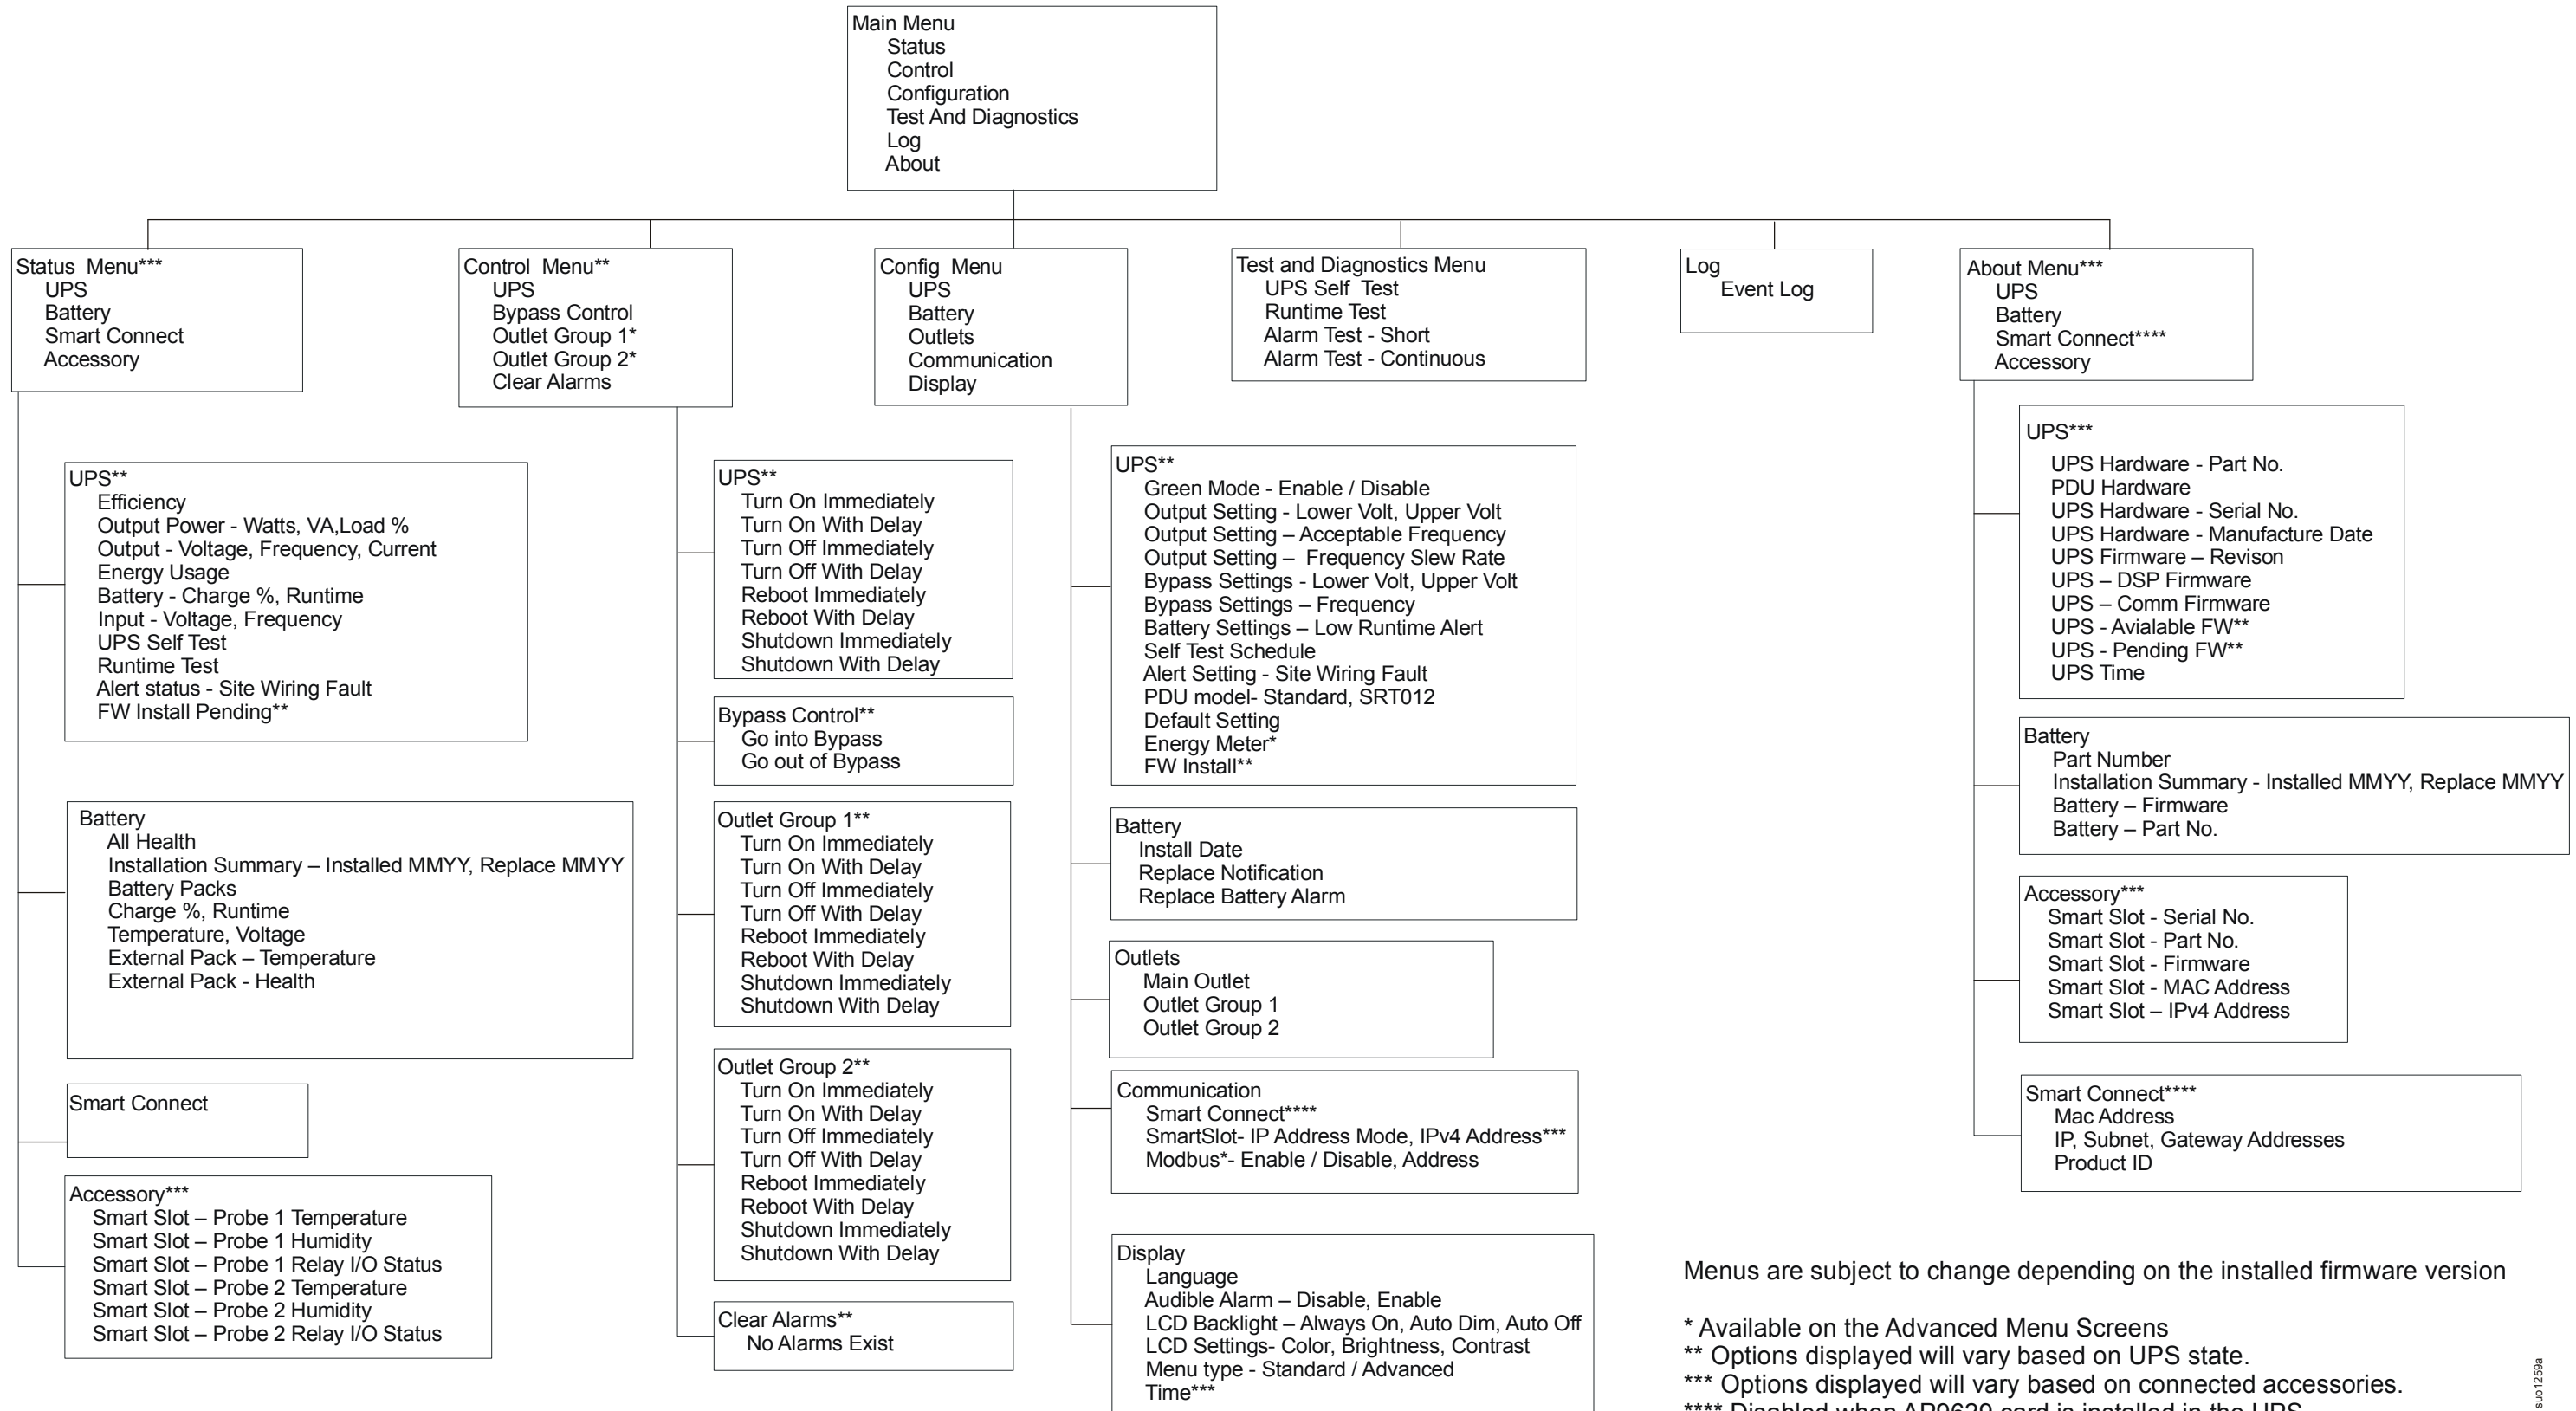 Main Menu
Status
Control
Configuration
Test And Diagnostics
Log
About
Status  Menu***
UPS
Battery
Smart Connect
Accessory
UPS**
Efficiency
Output Power - Watts, VA,Load %
Output - Voltage, Frequency, Current
Energy Usage
Battery - Charge %, Runtime
Input - Voltage, Frequency
UPS Self Test
Runtime Test
Alert status - Site Wiring Fault
FW Install Pending**
Battery
All Health
Installation Summary – Installed MMYY, Replace MMYY
Battery Packs
Charge %, Runtime
Temperature, Voltage
External Pack – Temperature
External Pack - Health
Smart Connect
Accessory***
Smart Slot – Probe 1 Temperature
Smart Slot – Probe 1 Humidity
Smart Slot – Probe 1 Relay I/O Status
Smart Slot – Probe 2 Temperature
Smart Slot – Probe 2 Humidity
Smart Slot – Probe 2 Relay I/O Status
Control  Menu**
UPS
Bypass Control
Outlet Group 1*
Outlet Group 2*
Clear Alarms
UPS**
Turn On Immediately
Turn On With Delay
Turn Off Immediately
Turn Off With Delay
Reboot Immediately
Reboot With Delay
Shutdown Immediately
Shutdown With Delay
Bypass Control**
Go into Bypass
Go out of Bypass
Outlet Group 1**
Turn On Immediately
Turn On With Delay
Turn Off Immediately
Turn Off With Delay
Reboot Immediately
Reboot With Delay
Shutdown Immediately
Shutdown With Delay
Outlet Group 2**
Turn On Immediately
Turn On With Delay
Turn Off Immediately
Turn Off With Delay
Reboot Immediately
Reboot With Delay
Shutdown Immediately
Shutdown With Delay
Clear Alarms**
No Alarms Exist
Config  Menu
UPS
Battery
Outlets
Communication
Display
UPS**
Green Mode - Enable / Disable
Output Setting - Lower Volt, Upper Volt
Output Setting – Acceptable Frequency
Output Setting –  Frequency Slew Rate
Bypass Settings - Lower Volt, Upper Volt
Bypass Settings – Frequency
Battery Settings – Low Runtime Alert
Self Test Schedule
Alert Setting - Site Wiring Fault
PDU model- Standard, SRT012
Default Setting
Energy Meter*
FW Install**
Battery
Install Date
Replace Notification
Replace Battery Alarm
Outlets
Main Outlet
Outlet Group 1
Outlet Group 2
Communication
Smart Connect****
SmartSlot- IP Address Mode, IPv4 Address***
Modbus*- Enable / Disable, Address
Display
Language
Audible Alarm – Disable, Enable
LCD Backlight – Always On, Auto Dim, Auto Off
LCD Settings- Color, Brightness, Contrast
Menu type - Standard / Advanced
Time***
Test and Diagnostics Menu
UPS Self  Test
Runtime Test
Alarm Test - Short
Alarm Test - Continuous
Log
Event Log
About Menu***
UPS
Battery
Smart Connect****
Accessory
UPS***
UPS Hardware - Part No.
PDU Hardware
UPS Hardware - Serial No.
UPS Hardware - Manufacture Date
UPS Firmware – Revison
UPS – DSP Firmware
UPS – Comm Firmware
UPS - Avialable FW**
UPS - Pending FW**
UPS Time
Battery
Part Number
Installation Summary - Installed MMYY, Replace MMYY
Battery – Firmware
Battery – Part No.
Accessory***
Smart Slot - Serial No.
Smart Slot - Part No.
Smart Slot - Firmware
Smart Slot - MAC Address
Smart Slot – IPv4 Address
Smart Connect****
Mac Address
IP, Subnet, Gateway Addresses
Product ID
Menus are subject to change depending on the installed firmware version
* Available on the Advanced Menu Screens
** Options displayed will vary based on UPS state.
*** Options displayed will vary based on connected accessories.
**** Disabled when AP9629 card is installed in the UPS
suo1259a